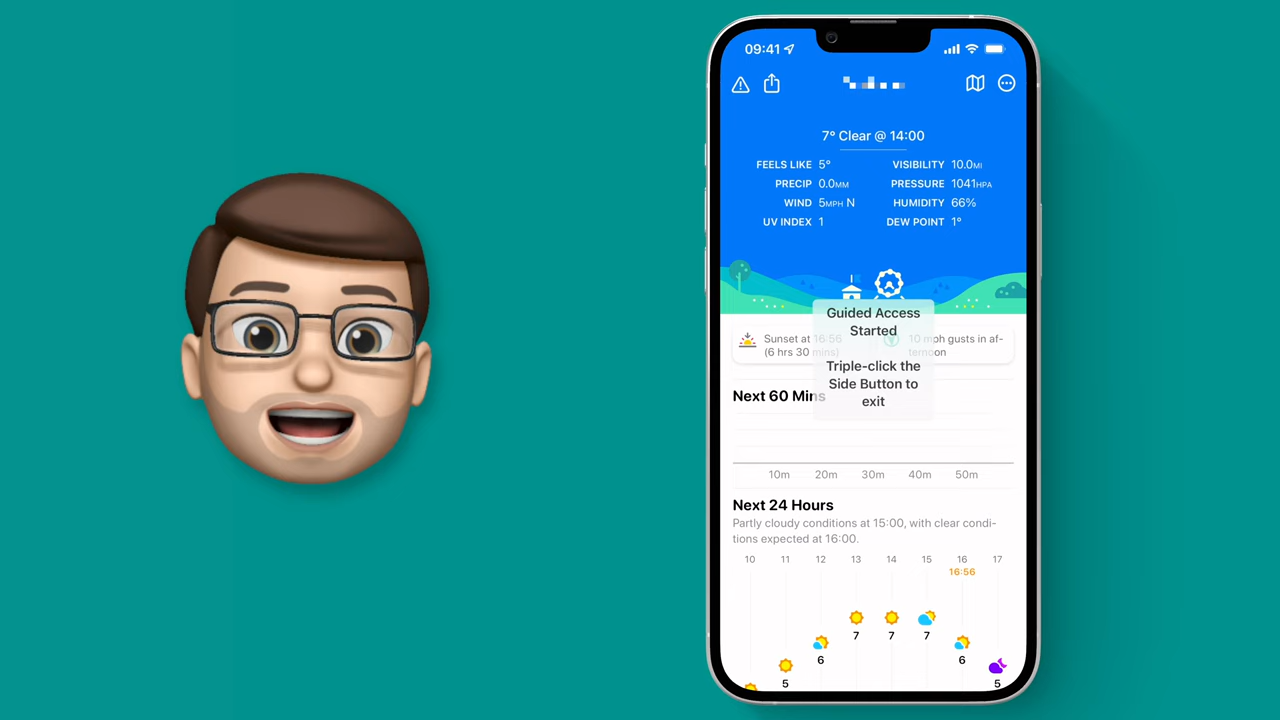 09:41
7° Clear @ 14:00
FEELS LIKE 5° VISIBILITY 10.0MI
PRECIP 0.0MM PRESSURE 1041HPA
WIND 5MPH N HUMIDITY 66%
UV INDEX 1 DEW POINT 1°
Guided Access
Started
Triple-click the
Side Button to
exit
Sunset at 16:56
(6 hrs 30 mins)
10 mph gusts in af-
ternoon
Next 60 Mins
10m 20m 30m 40m 50m
Next 24 Hours
Partly cloudy conditions at 15:00, with clear condi-
tions expected at 16:00.
10 11 12 13 14 15 16 17
16:56
7 7 7
6 6
5 5